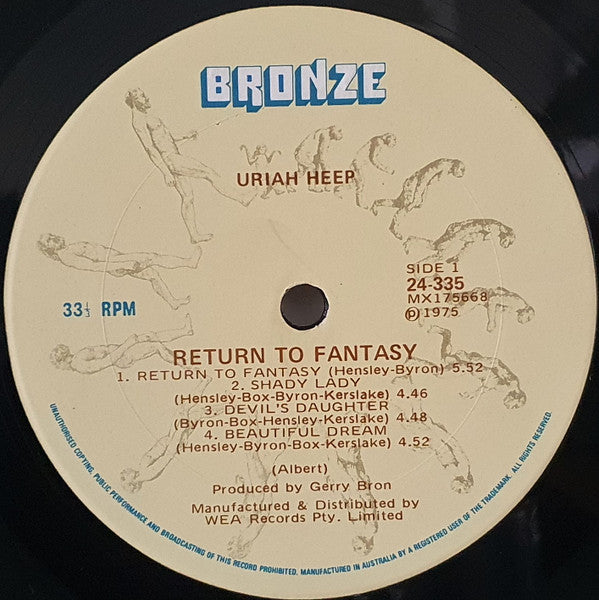 BRONZE
URIAH HEEP
SIDE 1
24-335
MX175668
Ⓟ1975
33⅓ RPM
RETURN TO FANTASY
1. RETURN TO FANTASY (Hensley-Byron) 5.52
2. SHADY LADY
(Hensley-Box-Byron-Kerslake) 4.46
3. DEVIL'S DAUGHTER
(Byron-Box-Hensley-Kerslake) 4.48
4. BEAUTIFUL DREAM
(Hensley-Byron-Box-Kerslake) 4.52
(Albert)
Produced by Gerry Bron
Manufactured & Distributed by
WEA Records Pty. Limited
UNAUTHORISED COPYING, PUBLIC PERFORMANCE AND BROADCASTING OF THIS RECORD PROHIBITED. MANUFACTURED IN AUSTRALIA BY A REGISTERED USER OF THE TRADEMARK. ALL RIGHTS RESERVED.